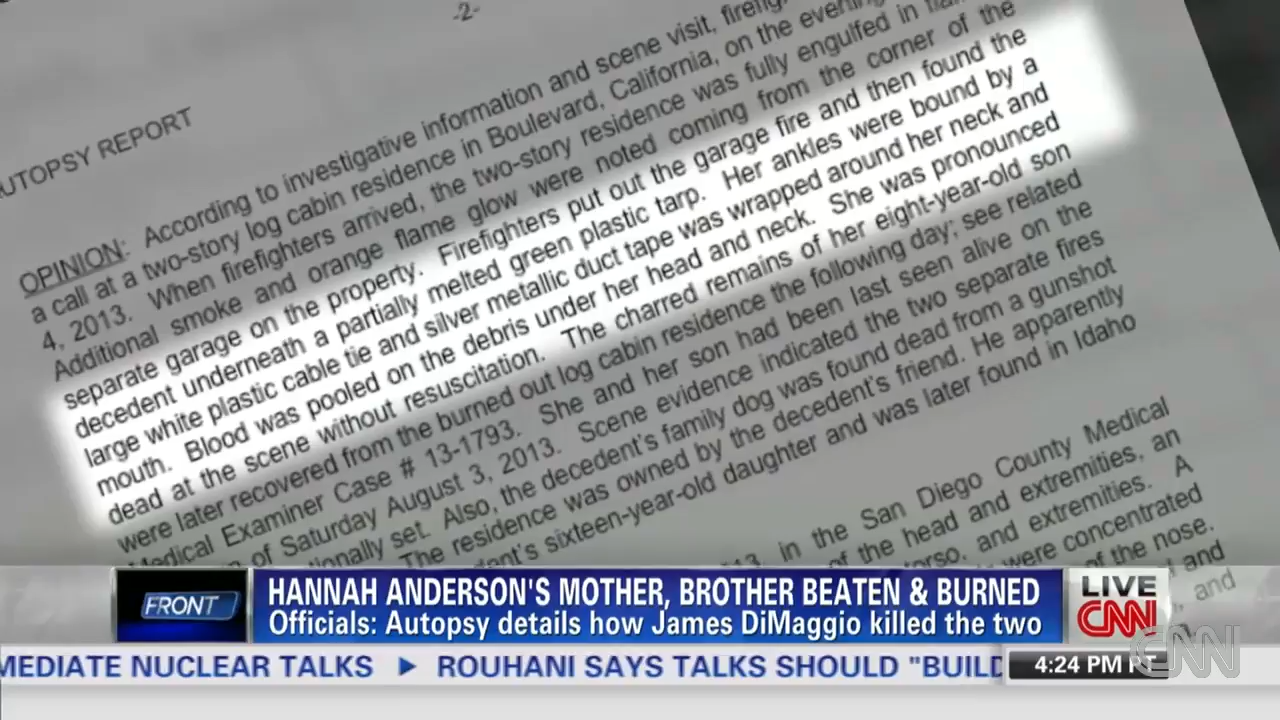 -2-
AUTOPSY REPORT
OPINION: According to investigative information and scene visit,
a call at a two-story log cabin residence in Boulevard, California, on the evening
4, 2013. When firefighters arrived, the two-story residence was fully engulfed in
Additional smoke and orange flame glow were noted coming from the corner of the
separate garage on the property. Firefighters put out the garage fire and then found the
decedent underneath a partially melted green plastic tarp. Her ankles were bound by a
large white plastic cable tie and silver metallic duct tape was wrapped around her neck and
mouth. Blood was pooled on the debris under her head and neck. She was pronounced
dead at the scene without resuscitation. The charred remains of her eight-year-old son
were later recovered from the burned out log cabin residence the following day; see related
Medical Examiner Case # 13-1793. She and her son had been last seen alive on the
of Saturday August 3, 2013. Scene evidence indicated the two separate fires
set. Also, the decedent's family dog was found dead from a gunshot
The residence was owned by the decedent's friend. He apparently
sixteen-year-old daughter and was later found in Idaho
in the San Diego County Medical
of the head and extremities, an
and extremities. A
were concentrated
of the nose.
and
FRONT
HANNAH ANDERSON'S MOTHER, BROTHER BEATEN & BURNED
Officials: Autopsy details how James DiMaggio killed the two
LIVE
CNN
MEDIATE NUCLEAR TALKS ▶ ROUHANI SAYS TALKS SHOULD "BUILD
4:24 PM PT
CNN